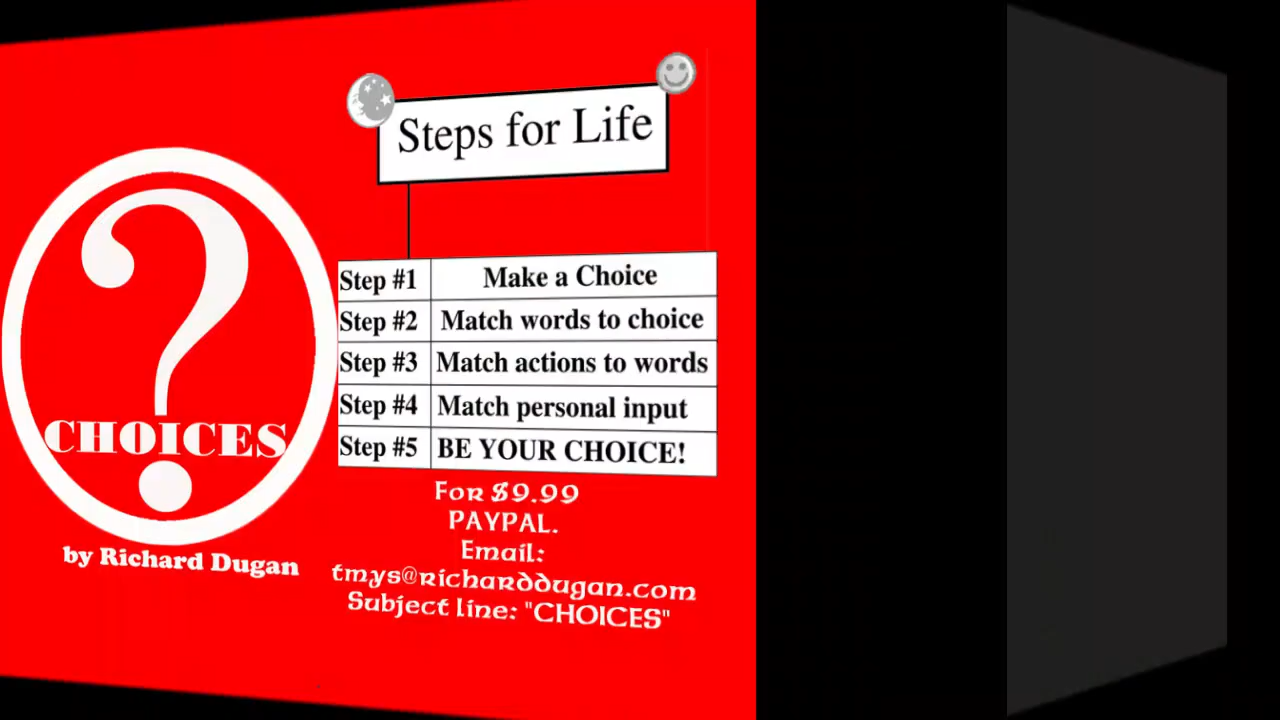 ?
CHOICES
by Richard Dugan
Steps for Life
Step #1 Make a Choice
Step #2 Match words to choice
Step #3 Match actions to words
Step #4 Match personal input
Step #5 BE YOUR CHOICE!
For $9.99
PAYPAL.
Email:
tmys@richarddugan.com
Subject line: "CHOICES"